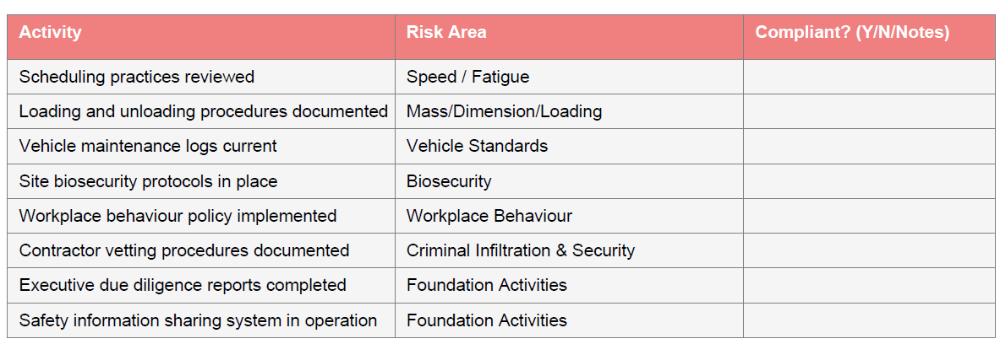 Activity Risk Area Compliant? (Y/N/Notes)
Scheduling practices reviewed Speed / Fatigue
Loading and unloading procedures documented Mass/Dimension/Loading
Vehicle maintenance logs current Vehicle Standards
Site biosecurity protocols in place Biosecurity
Workplace behaviour policy implemented Workplace Behaviour
Contractor vetting procedures documented Criminal Infiltration & Security
Executive due diligence reports completed Foundation Activities
Safety information sharing system in operation Foundation Activities